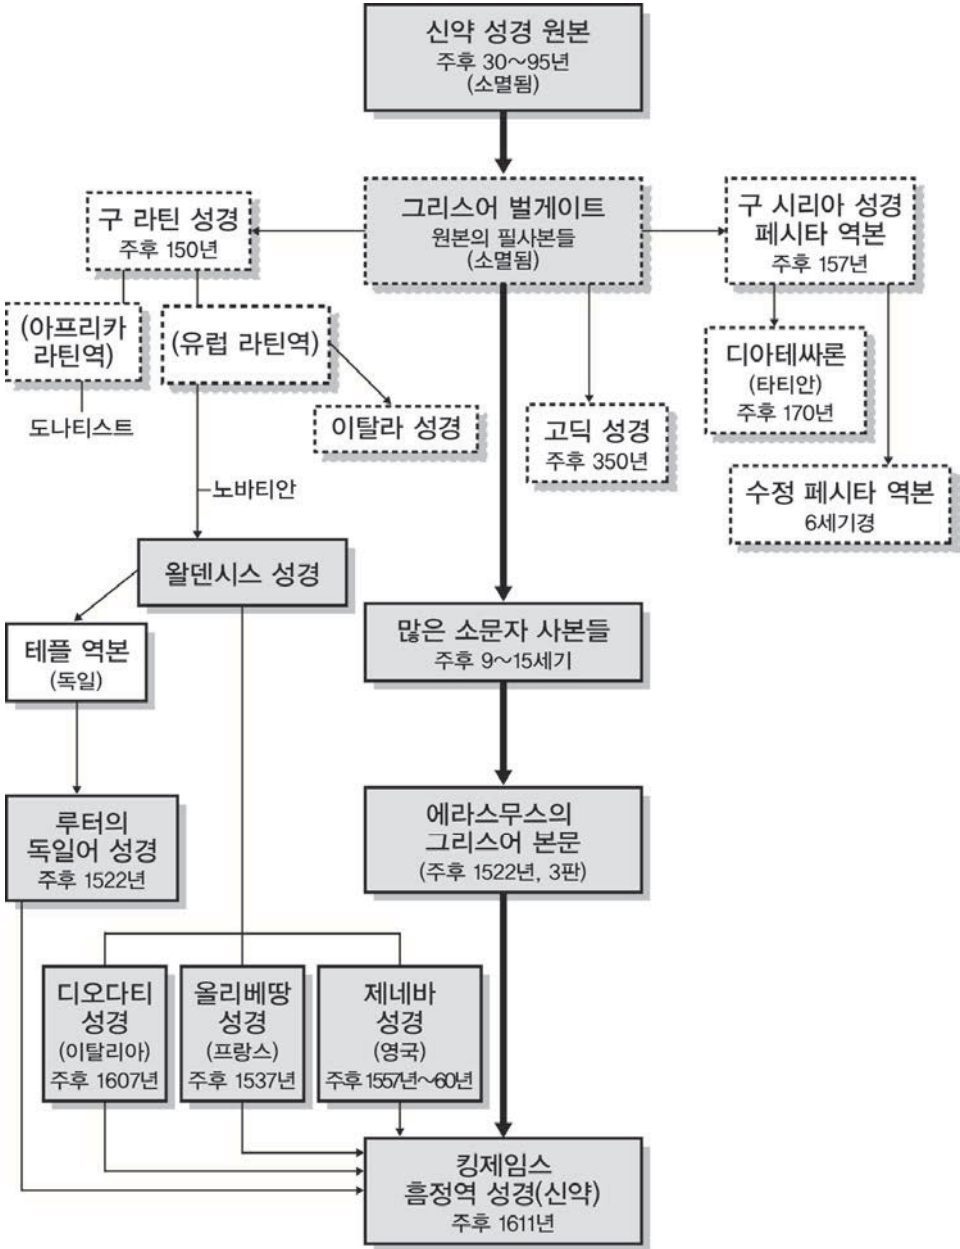 신약 성경 원본
주후 30~95년
(소멸됨)
그리스어 벌게이트
원본의 필사본들
(소멸됨)
구 라틴 성경
주후 150년
구 시리아 성경
페시타 역본
주후 157년
(아프리카
라틴역)
(유럽 라틴역)
도나티스트
이탈라 성경
고딕 성경
주후 350년
디아테싸론
(타티안)
주후 170년
노바티안
수정 페시타 역본
6세기경
왈덴시스 성경
많은 소문자 사본들
주후 9~15세기
테플 역본
(독일)
루터의
독일어 성경
주후 1522년
에라스무스의
그리스어 본문
(주후 1522년, 3판)
디오다티
성경
(이탈리아)
주후 1607년
올리베땅
성경
(프랑스)
주후 1537년
제네바
성경
(영국)
주후 1557년~60년
킹제임스
흠정역 성경(신약)
주후 1611년